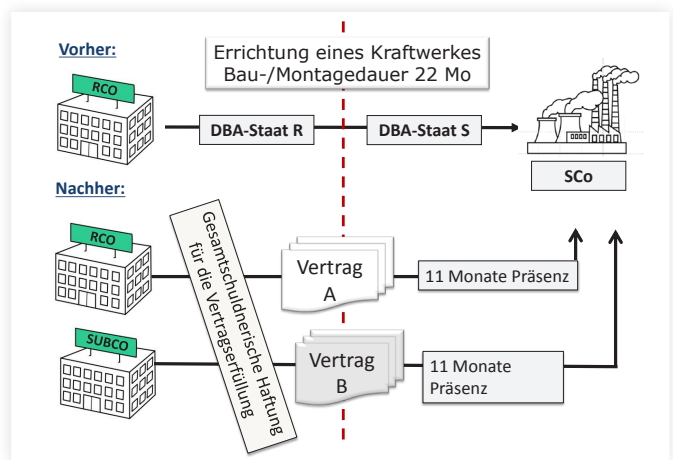 Vorher:
Errichtung eines Kraftwerkes
Bau-/Montagedauer 22 Mo
RCO
DBA-Staat R
DBA-Staat S
SCo
Nachher:
RCO
Gesamtschuldnerische Haftung
für die Vertragserfüllung
Vertrag
A
11 Monate Präsenz
SUBCO
Vertrag
B
11 Monate
Präsenz